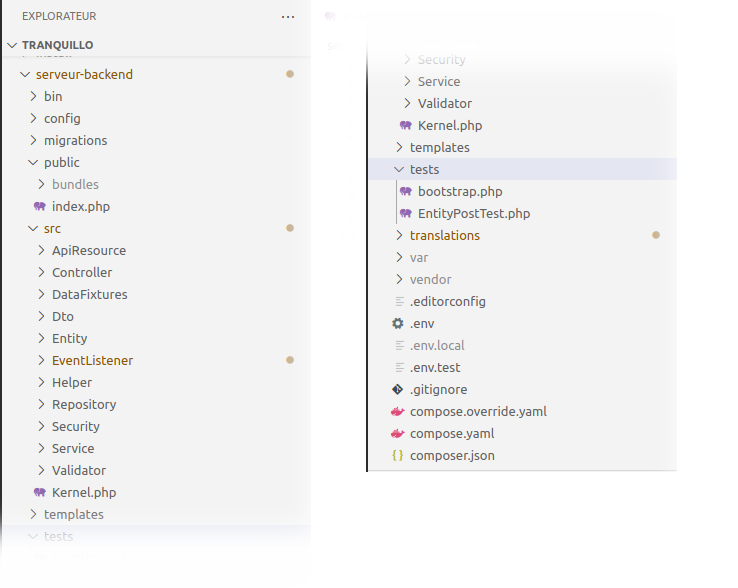 EXPLORATEUR
TRANQUILLO
serveur-backend
bin
config
migrations
public
bundles
index.php
src
ApiResource
Controller
DataFixtures
Dto
Entity
EventListener
Helper
Repository
Security
Service
Validator
Kernel.php
templates
tests
Security
Service
Validator
Kernel.php
templates
tests
bootstrap.php
EntityPostTest.php
translations
var
vendor
.editorconfig
.env
.env.local
.env.test
.gitignore
compose.override.yaml
compose.yaml
composer.json